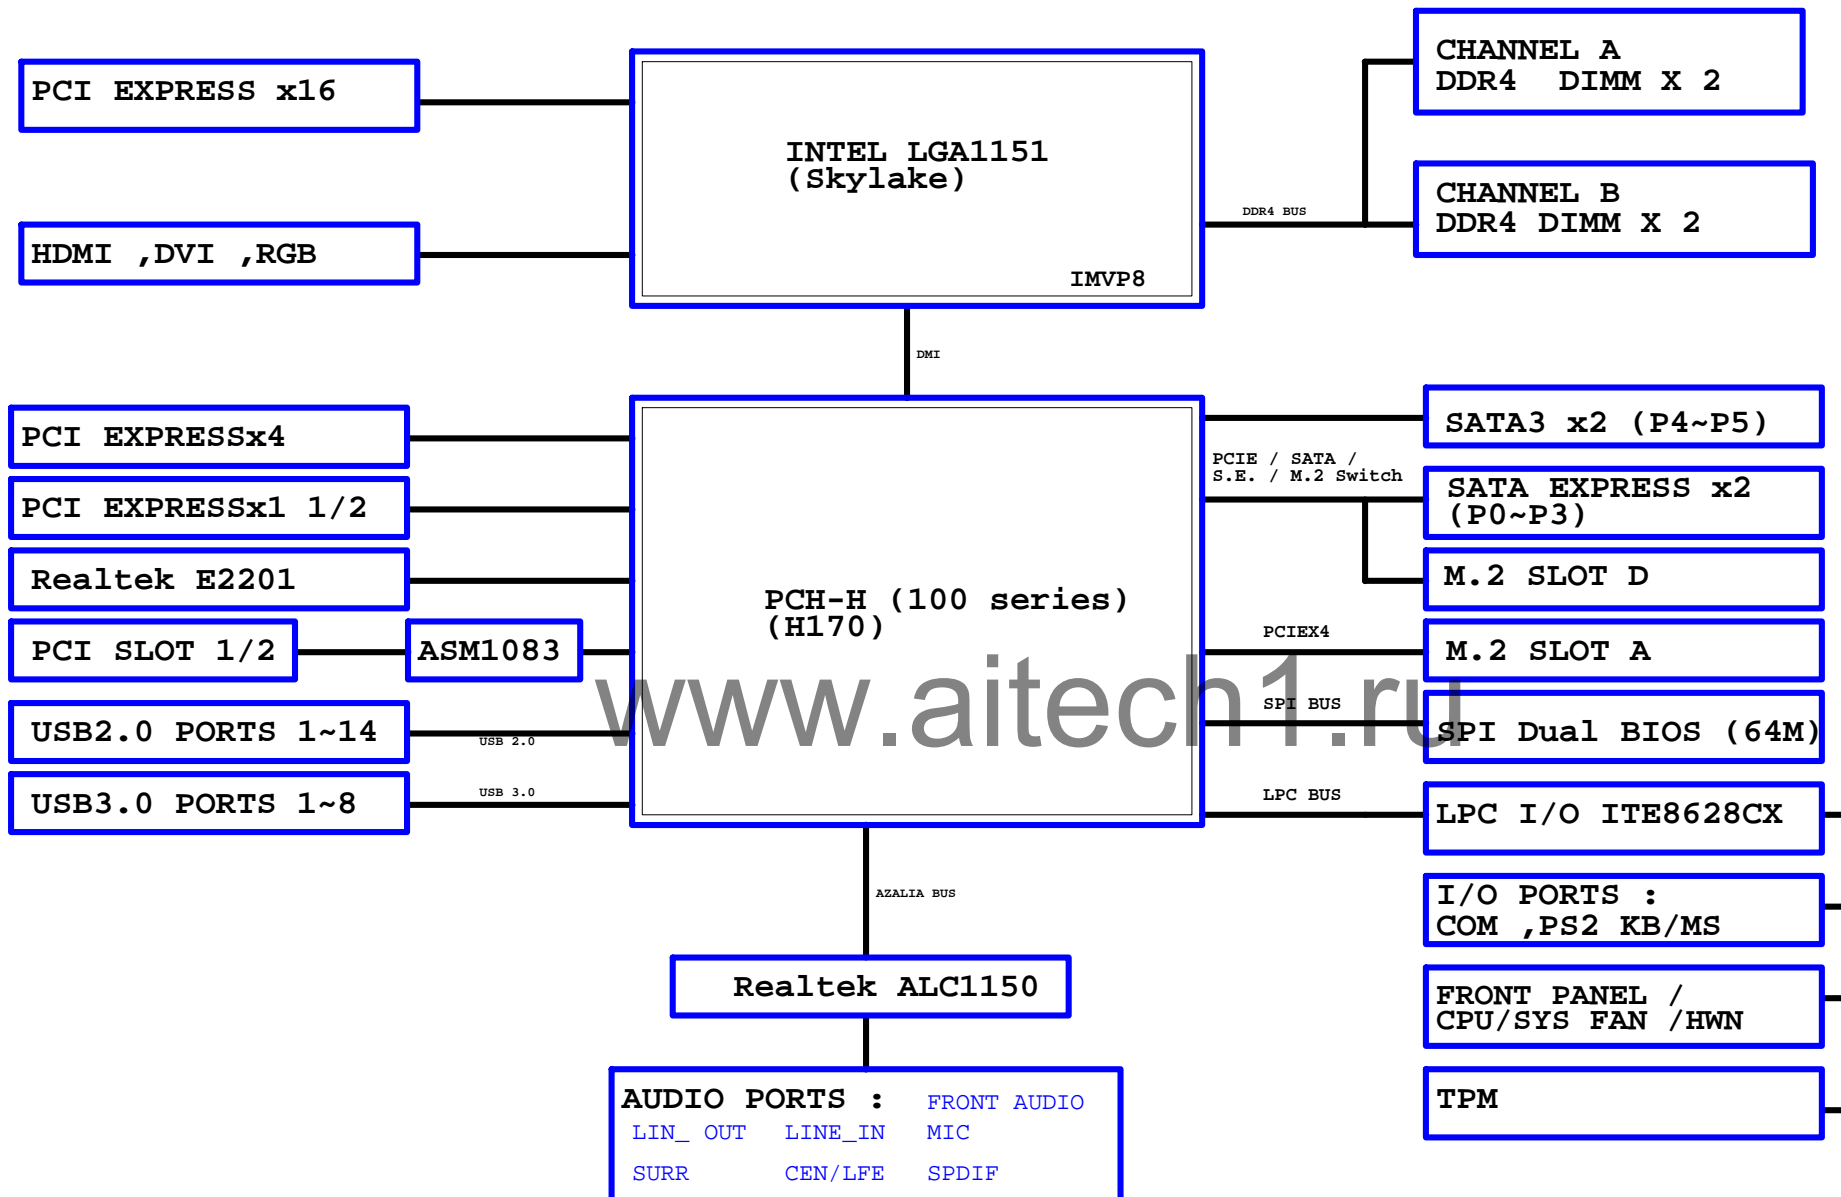 PCI EXPRESS x16
HDMI ,DVI ,RGB
INTEL LGA1151
(Skylake)
IMVP8
DDR4 BUS
CHANNEL A
DDR4 DIMM X 2
CHANNEL B
DDR4 DIMM X 2
DMI
PCI EXPRESSx4
PCI EXPRESSx1 1/2
Realtek E2201
PCI SLOT 1/2
ASM1083
USB2.0 PORTS 1~14
USB 2.0
USB3.0 PORTS 1~8
USB 3.0
PCH-H (100 series)
(H170)
www.aitech1.ru
SATA3 x2 (P4~P5)
PCIE / SATA /
S.E. / M.2 Switch
SATA EXPRESS x2
(P0~P3)
M.2 SLOT D
PCIEX4
M.2 SLOT A
SPI BUS
SPI Dual BIOS (64M)
LPC BUS
LPC I/O ITE8628CX
I/O PORTS :
COM ,PS2 KB/MS
FRONT PANEL /
CPU/SYS FAN /HWN
TPM
AZALIA BUS
Realtek ALC1150
AUDIO PORTS : FRONT AUDIO
LIN_ OUT LINE_IN MIC
SURR CEN/LFE SPDIF